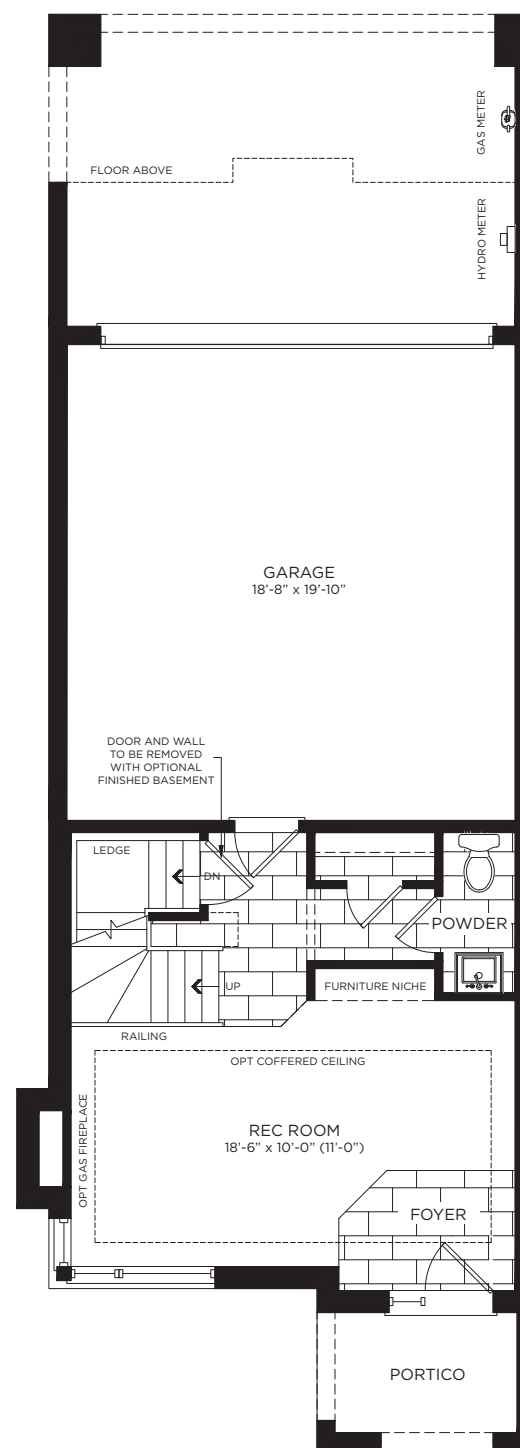 GAS METER
FLOOR ABOVE
HYDRO METER
GARAGE
18'-8” x 19'-10”
DOOR AND WALL
TO BE REMOVED
WITH OPTIONAL
FINISHED BASEMENT
LEDGE
DN
POWDER
UP
FURNITURE NICHE
RAILING
OPT COFFERED CEILING
OPT GAS FIREPLACE
REC ROOM
18'-6” x 10'-0” (11'-0”)
FOYER
PORTICO